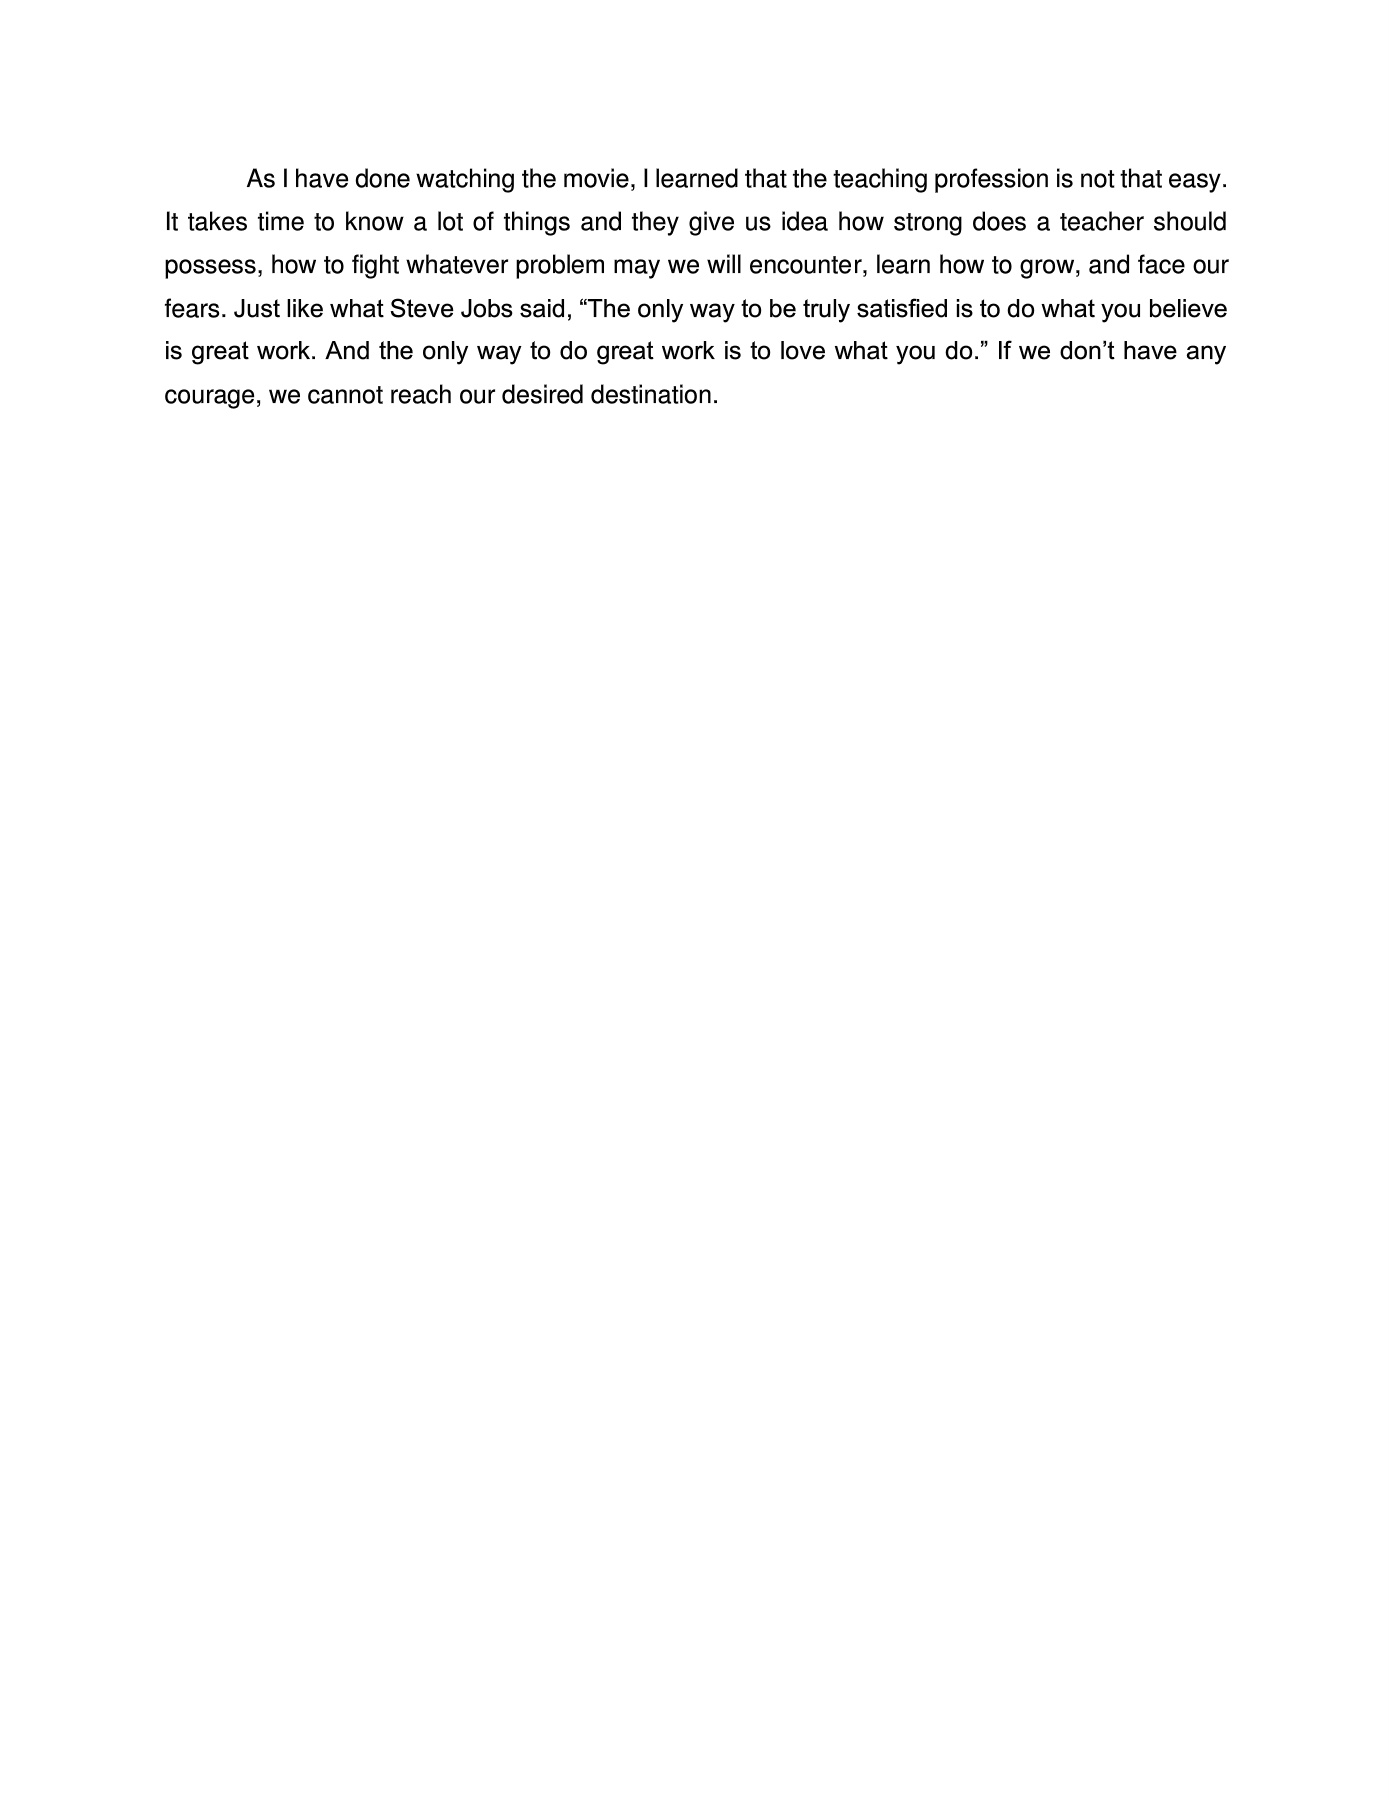 As I have done watching the movie, I learned that the teaching profession is not that easy.
It takes time to know a lot of things and they give us idea how strong does a teacher should
possess, how to fight whatever problem may we will encounter, learn how to grow, and face our
fears. Just like what Steve Jobs said, “The only way to be truly satisfied is to do what you believe
is great work. And the only way to do great work is to love what you do.” If we don’t have any
courage, we cannot reach our desired destination.